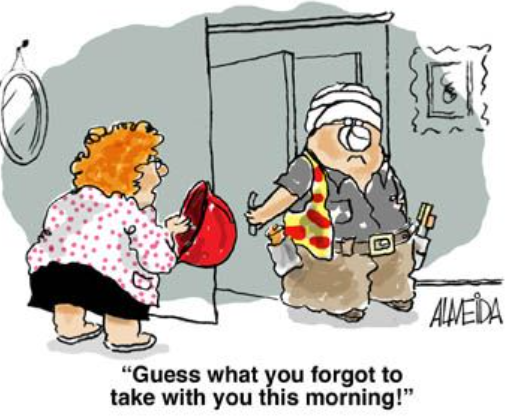 ALMEIDA
“Guess what you forgot to
take with you this morning!”